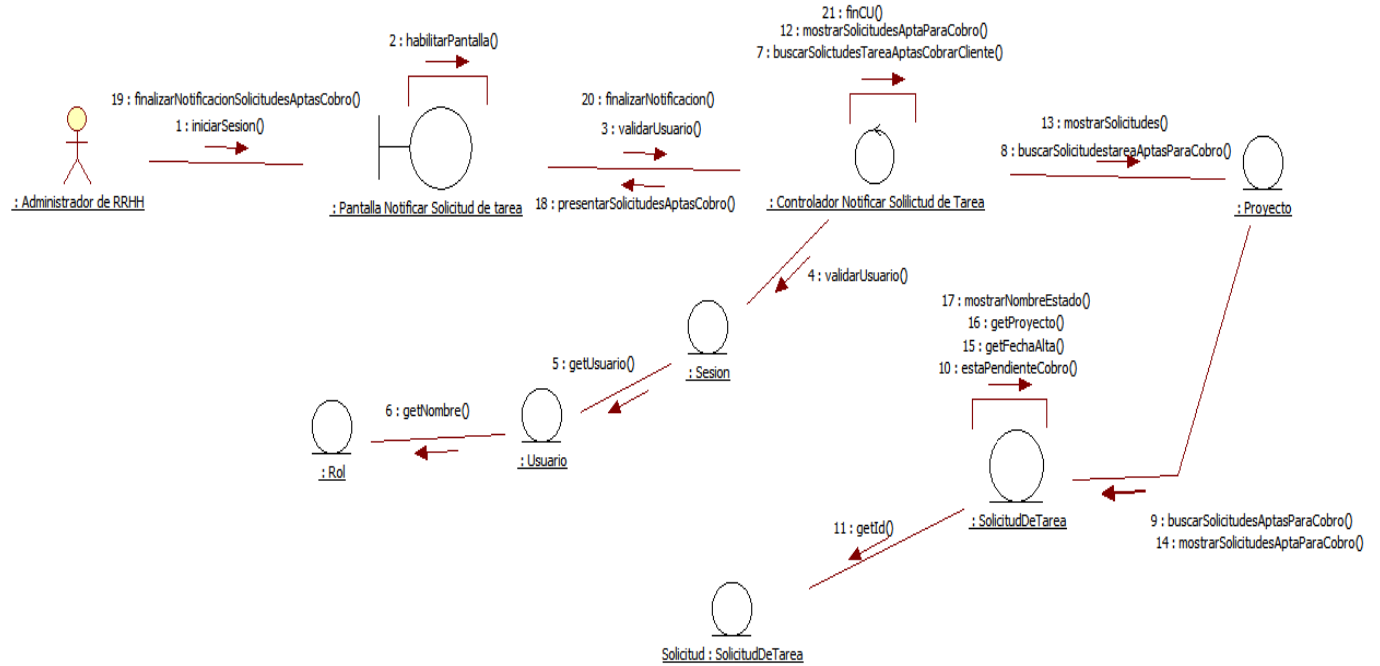 21 : finCU()
12 : mostrarSolicitudesAptaParaCobro()
7 : buscarSolictudesTareaAptasCobrarCliente()
2 : habilitarPantalla()
19 : finalizarNotificacionSolicitudesAptasCobro()
1 : iniciarSesion()
20 : finalizarNotificacion()
3 : validarUsuario()
18 : presentarSolicitudesAptasCobro()
13 : mostrarSolicitudes()
8 : buscarSolicitudestareaAptasParaCobro()
: Administrador de RRHH
: Pantalla Notificar Solicitud de tarea
: Controlador Notificar Solilictud de Tarea
: Proyecto
4 : validarUsuario()
17 : mostrarNombreEstado()
16 : getProyecto()
15 : getFechaAlta()
10 : estaPendienteCobro()
5 : getUsuario()
: Sesion
6 : getNombre()
: Usuario
: Rol
: SolicitudDeTarea
9 : buscarSolicitudesAptasParaCobro()
14 : mostrarSolicitudesAptaParaCobro()
11 : getId()
Solicitud : SolicitudDeTarea